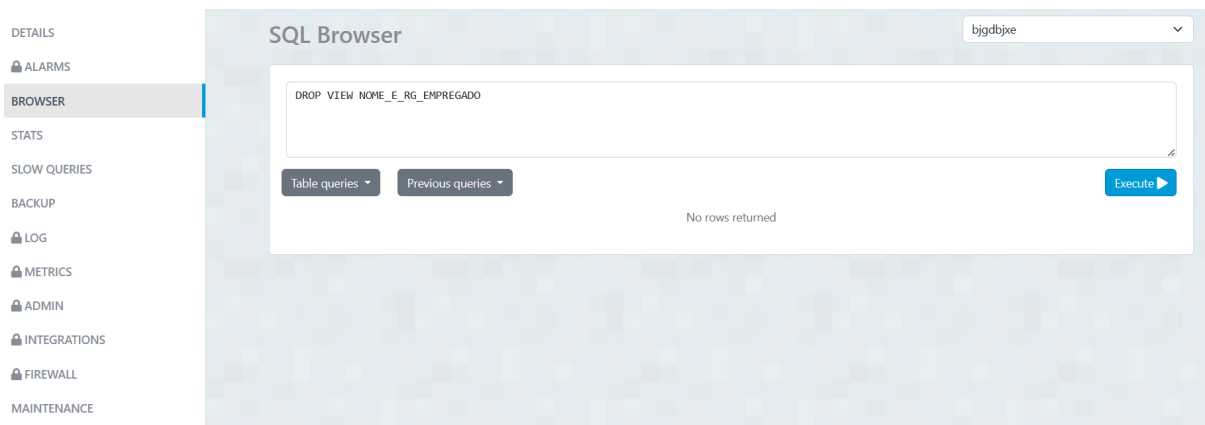 DETAILS
ALARMS
BROWSER
STATS
SLOW QUERIES
BACKUP
LOG
METRICS
ADMIN
INTEGRATIONS
FIREWALL
MAINTENANCE
SQL Browser
bjgdbjxe
DROP VIEW NOME_E_RG_EMPREGADO
Table queries
Previous queries
Execute
No rows returned